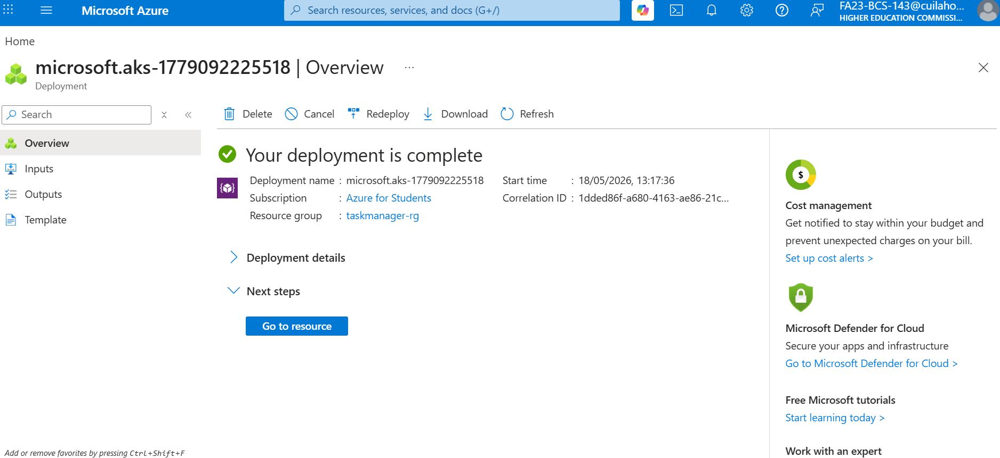 Microsoft Azure
Search resources, services, and docs (G+/)
FA23-BCS-143@cuilaho...
HIGHER EDUCATION COMMISSI...
Home
microsoft.aks-1779092225518 | Overview ...
Deployment
Search
Delete Cancel Redeploy Download Refresh
Overview
Inputs
Outputs
Template
Your deployment is complete
Deployment name : microsoft.aks-1779092225518
Subscription : Azure for Students
Resource group : taskmanager-rg
Start time : 18/05/2026, 13:17:36
Correlation ID : 1dded86f-a680-4163-ae86-21c...
Deployment details
Next steps
Go to resource
$
Cost management
Get notified to stay within your budget and
prevent unexpected charges on your bill.
Set up cost alerts >
Microsoft Defender for Cloud
Secure your apps and infrastructure
Go to Microsoft Defender for Cloud >
Free Microsoft tutorials
Start learning today >
Work with an expert
Add or remove favorites by pressing Ctrl+Shift+F